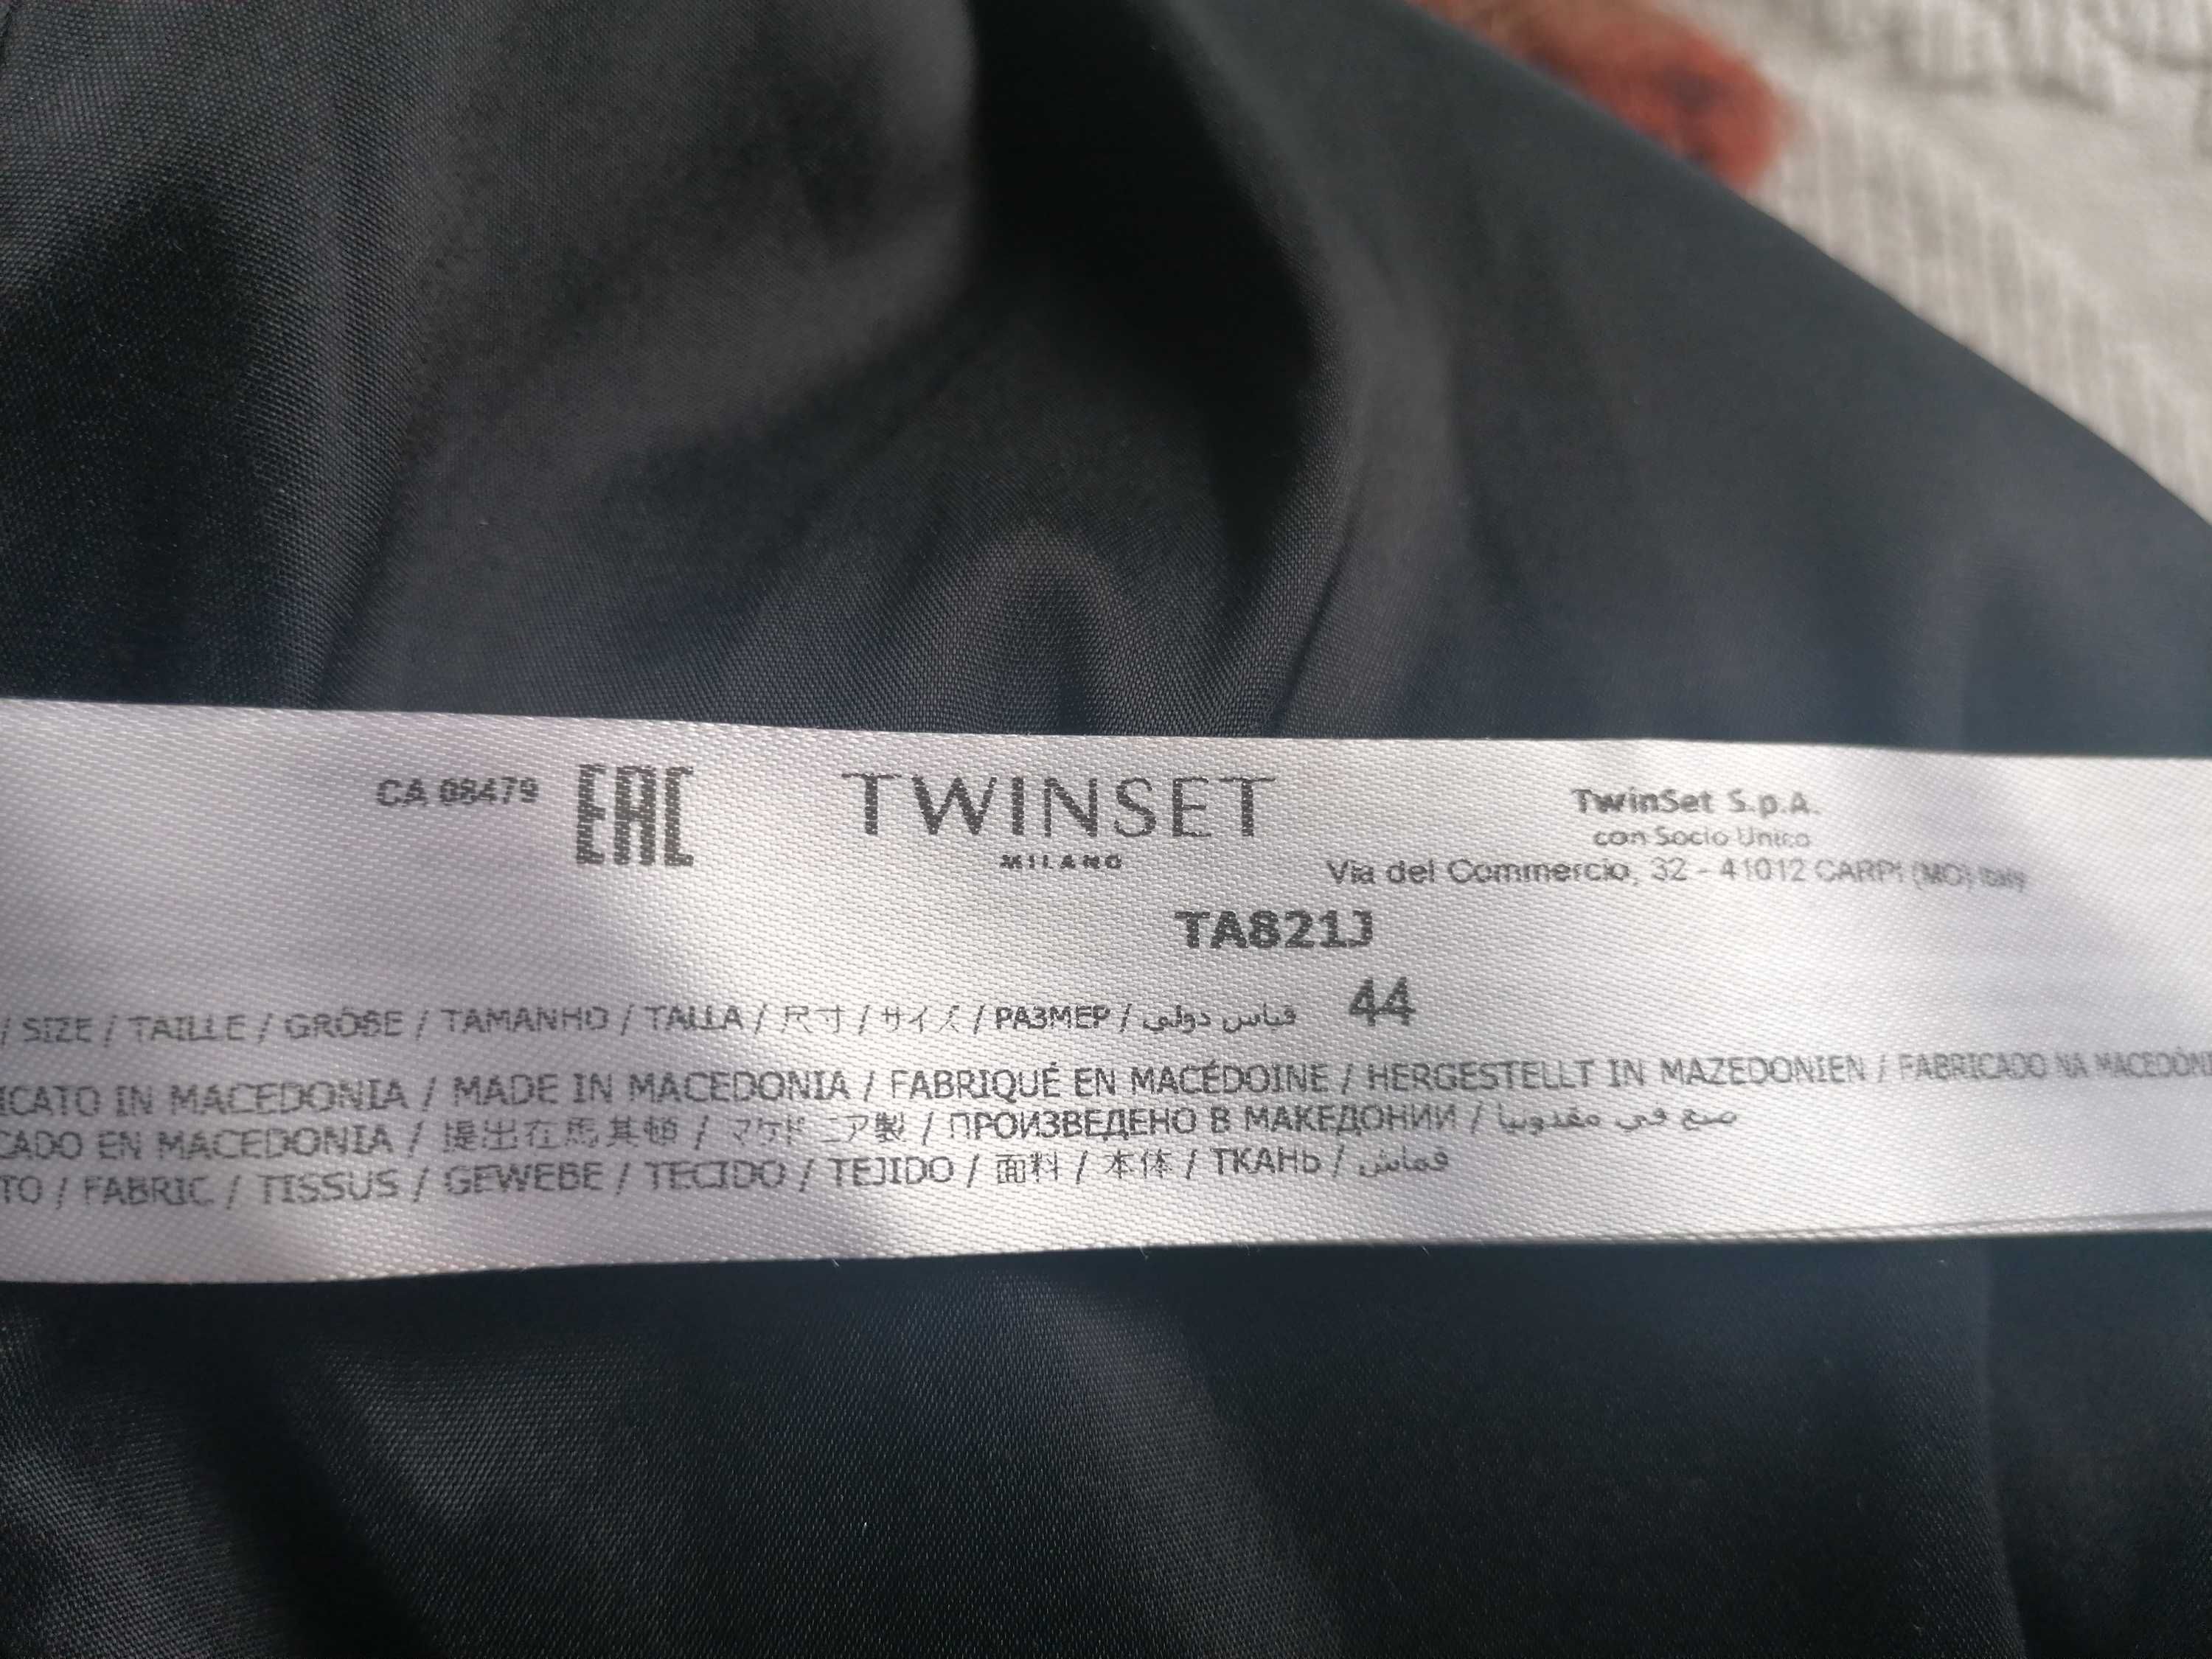 CA 08479 EAC TWINSET
MILANO
TwinSet S.p.A.
con Socio Unico
Via del Commercio, 32 - 41012 CARPI (MO) Italy
TA821J
/ SIZE / TAILLE / GRÖSSE / TAMANHO / TALLA / 尺寸 / サイズ / РАЗМЕР / قياس دولي 44
ICATO IN MACEDONIA / MADE IN MACEDONIA / FABRIQUÉ EN MACÉDOINE / HERGESTELLT IN MAZEDONIEN / FABRICADO NA MACEDÓNI
CADO EN MACEDONIA / 提出在馬其頓 / マケドニア製 / ПРОИЗВЕДЕНО В МАКЕДОНИИ / صنع في مقدونيا
TO / FABRIC / TISSUS / GEWEBE / TECIDO / TEJIDO / 面料 / 本体 / ТКАНЬ / قماش